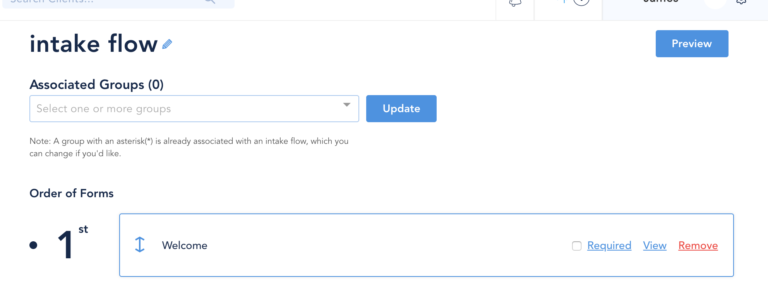 Search Clients...
James
intake flow
Preview
Associated Groups (0)
Select one or more groups
Update
Note: A group with an asterisk(*) is already associated with an intake flow, which you
can change if you'd like.
Order of Forms
1st
Welcome
Required View Remove